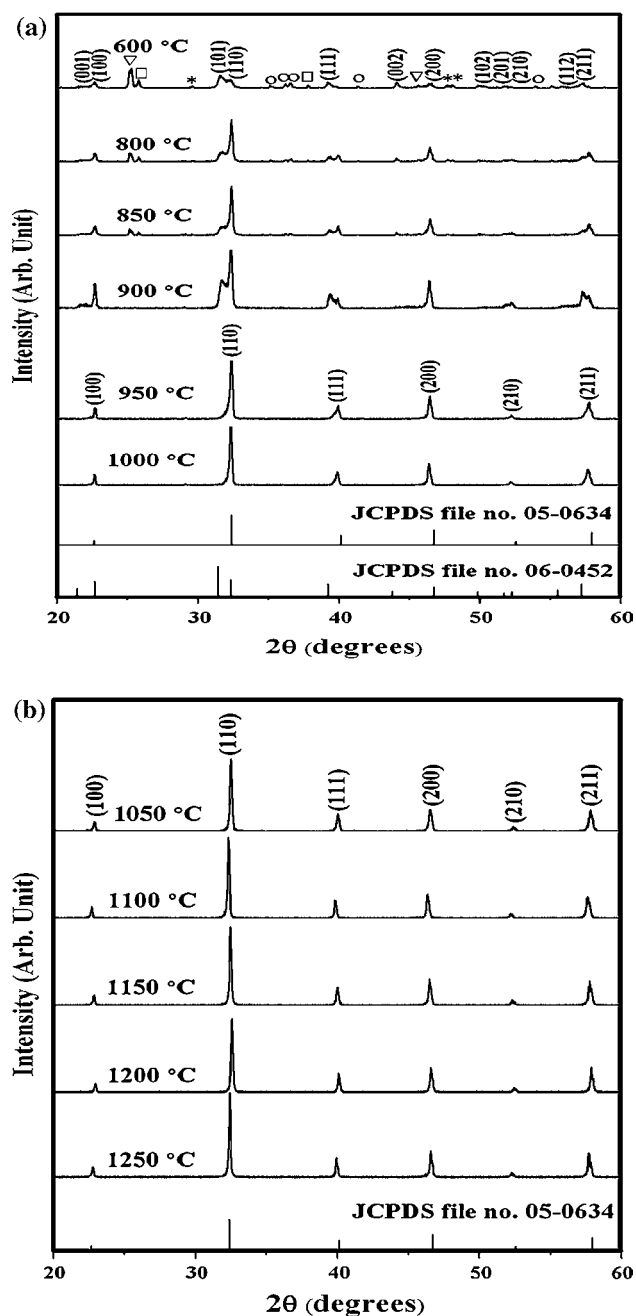 (a)
600 °C
(001)
(100)
▽
□
*
(101)
(110)
○
○○□
(111)
○
(002)
▽
(200)
**
(102)
(201)
(210)
○
(112)
(211)
800 °C
850 °C
900 °C
950 °C
(100)
(110)
(111)
(200)
(210)
(211)
1000 °C
JCPDS file no. 05-0634
JCPDS file no. 06-0452
Intensity (Arb. Unit)
20 30 40 50 60
2θ (degrees)
(b)
(100)
(110)
(111)
(200)
(210)
(211)
1050 °C
1100 °C
1150 °C
1200 °C
1250 °C
JCPDS file no. 05-0634
Intensity (Arb. Unit)
20 30 40 50 60
2θ (degrees)